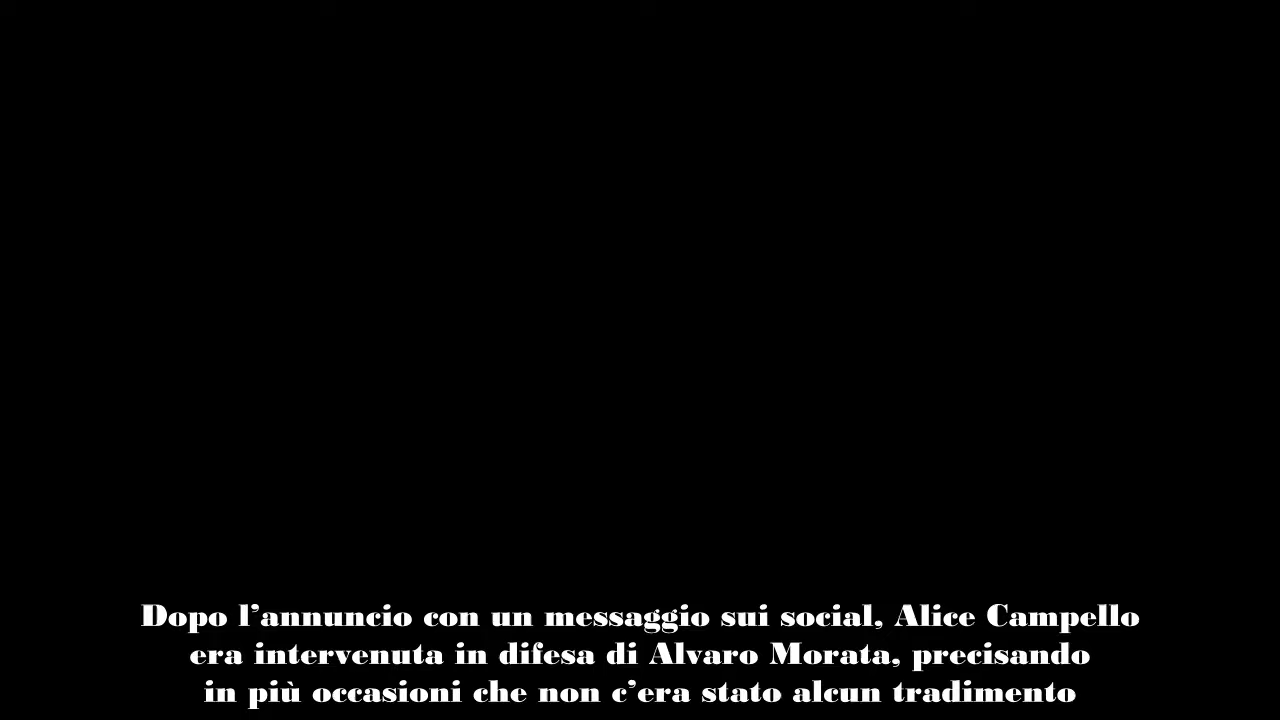 Dopo l’annuncio con un messaggio sui social, Alice Campello
era intervenuta in difesa di Alvaro Morata, precisando
in più occasioni che non c’era stato alcun tradimento